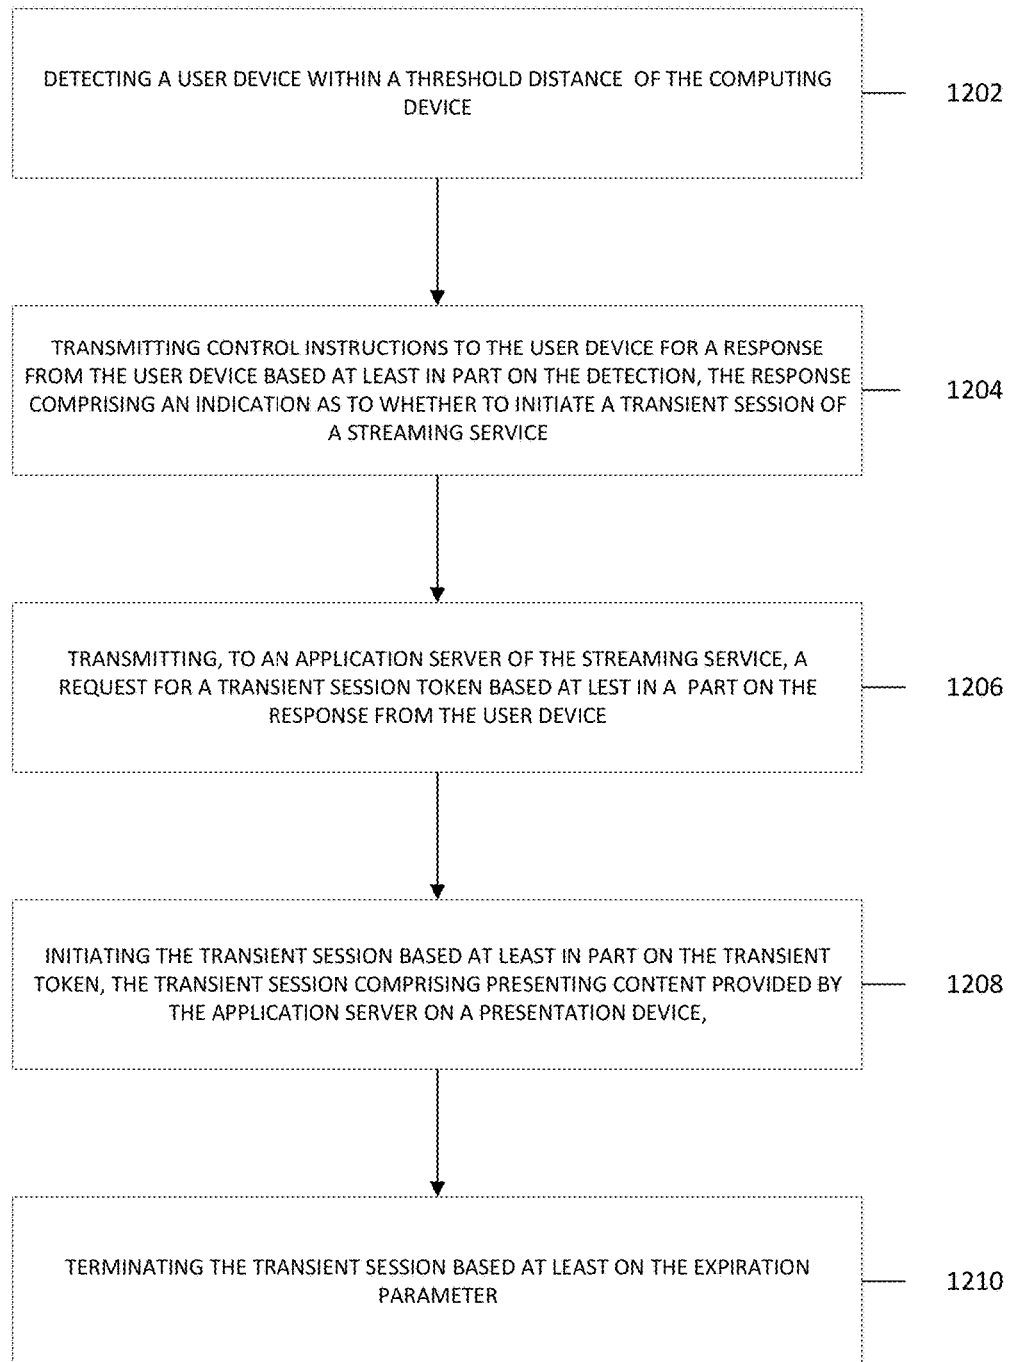 DETECTING A USER DEVICE WITHIN A THRESHOLD DISTANCE OF THE COMPUTING
DEVICE
1202
TRANSMITTING CONTROL INSTRUCTIONS TO THE USER DEVICE FOR A RESPONSE
FROM THE USER DEVICE BASED AT LEAST IN PART ON THE DETECTION, THE RESPONSE
COMPRISING AN INDICATION AS TO WHETHER TO INITIATE A TRANSIENT SESSION OF
A STREAMING SERVICE
1204
TRANSMITTING, TO AN APPLICATION SERVER OF THE STREAMING SERVICE, A
REQUEST FOR A TRANSIENT SESSION TOKEN BASED AT LEST IN A PART ON THE
RESPONSE FROM THE USER DEVICE
1206
INITIATING THE TRANSIENT SESSION BASED AT LEAST IN PART ON THE TRANSIENT
TOKEN, THE TRANSIENT SESSION COMPRISING PRESENTING CONTENT PROVIDED BY
THE APPLICATION SERVER ON A PRESENTATION DEVICE,
1208
TERMINATING THE TRANSIENT SESSION BASED AT LEAST ON THE EXPIRATION
PARAMETER
1210